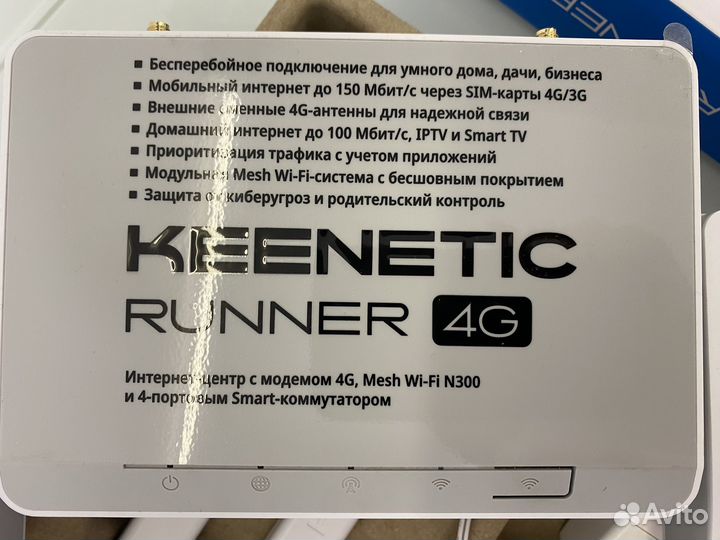 Бесперебойное подключение для умного дома, дачи, бизнеса
Мобильный интернет до 150 Мбит/с через SIM-карты 4G/3G
Внешние сменные 4G-антенны для надежной связи
Домашний интернет до 100 Мбит/с, IPTV и Smart TV
Приоритизация трафика с учетом приложений
Модульная Mesh Wi-Fi-система с бесшовным покрытием
Защита от киберугроз и родительский контроль
KEENETIC
RUNNER 4G
Интернет-центр с модемом 4G, Mesh Wi-Fi N300
и 4-портовым Smart-коммутатором
Avito